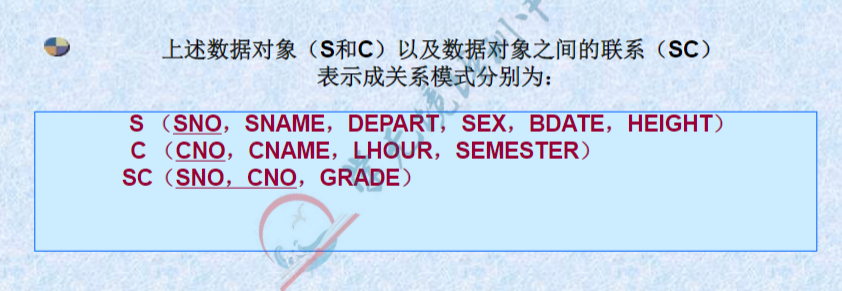 上述数据对象（S和C）以及数据对象之间的联系（SC）
表示成关系模式分别为：
S （SNO，SNAME，DEPART，SEX，BDATE，HEIGHT）
C （CNO，CNAME，LHOUR，SEMESTER）
SC（SNO，CNO，GRADE）